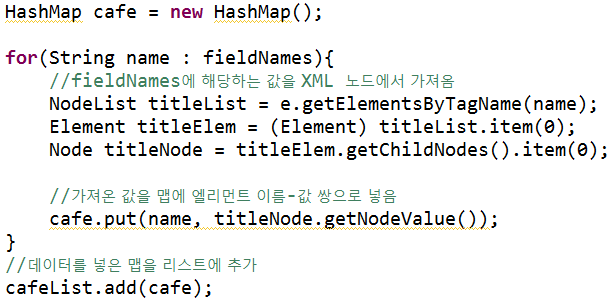 HashMap cafe = new HashMap();
for(String name : fieldNames){
//fieldNames에 해당하는 값을 XML 노드에서 가져옴
NodeList titleList = e.getElementsByTagName(name);
Element titleElem = (Element) titleList.item(0);
Node titleNode = titleElem.getChildNodes().item(0);
//가져온 값을 맵에 엘리먼트 이름-값 쌍으로 넣음
cafe.put(name, titleNode.getNodeValue());
}
//데이터를 넣은 맵을 리스트에 추가
cafeList.add(cafe);